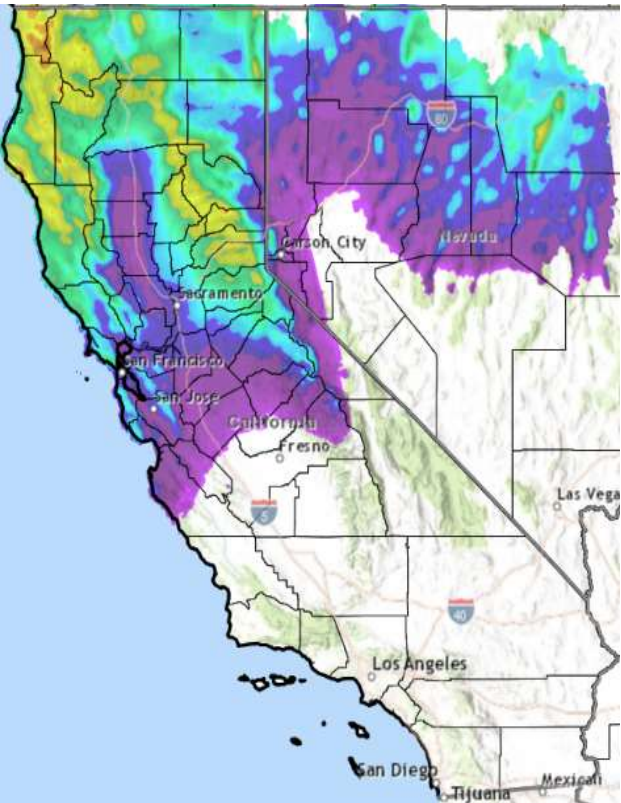 80
Carson City
Nevada
Sacramento
San Francisco
San Jose
California
Fresno
5
Las Vega
40
Los Angeles
San Diego
Tijuana
Mexicali